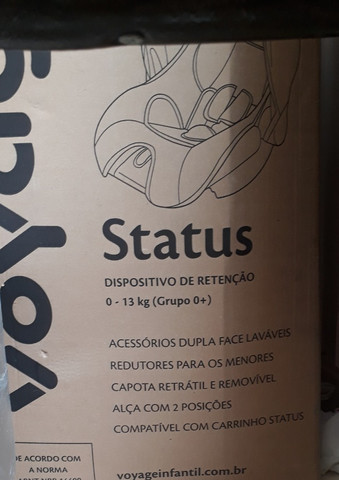 voyage
Status
DISPOSITIVO DE RETENÇÃO
0 - 13 kg (Grupo 0+)
ACESSÓRIOS DUPLA FACE LAVÁVEIS
REDUTORES PARA OS MENORES
CAPOTA RETRÁTIL E REMOVÍVEL
ALÇA COM 2 POSIÇÕES
COMPATÍVEL COM CARRINHO STATUS
DE ACORDO COM
A NORMA
voyageinfantil.com.br